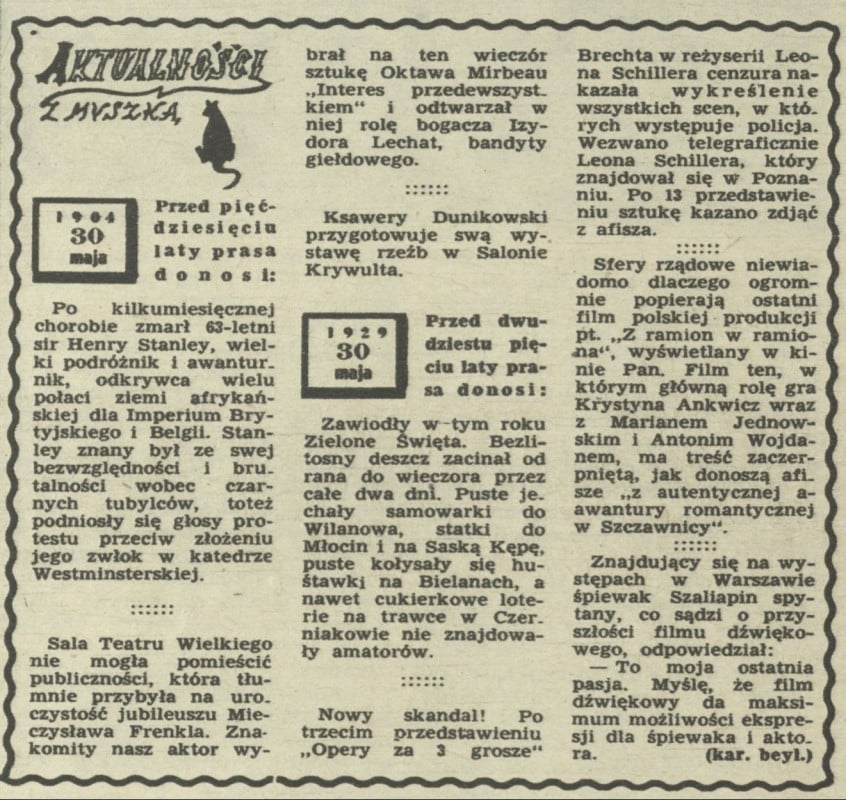 AKTUALNOŚCI
Z MYSZKĄ
1904
30
maja
Przed pięć-
dziesięciu
laty prasa
donosi:
Po kilkumiesięcznej
chorobie zmarł 63-letni
sir Henry Stanley, wiel-
ki podróżnik i awantur-
nik, odkrywca wielu
połaci ziemi afrykań-
skiej dla Imperium Bry-
tyjskiego i Belgii. Stan-
ley znany był ze swej
bezwzględności i bru-
talności wobec czar-
nych tubylców, toteż
podniosły się głosy pro-
testu przeciw złożeniu
jego zwłok w katedrze
Westminsterskiej.
::::::
Sala Teatru Wielkiego
nie mogła pomieścić
publiczności, która tłu-
mnie przybyła na uro-
czystość jubileuszu Mie-
czysława Frenkla. Zna-
komity nasz aktor wy-
brał na ten wieczór
sztukę Oktawa Mirbeau
„Interes przedewszyst-
kiem“ i odtwarzał w
niej rolę bogacza Izy-
dora Lechat, bandyty
giełdowego.
::::::
Ksawery Dunikowski
przygotowuje swą wy-
stawę rzeźb w Salonie
Krywulta.
1929
30
maja
Przed dwu-
dziestu pię-
ciu laty pra-
sa donosi:
Zawiodły w tym roku
Zielone Święta. Bezli-
tosny deszcz zacinał od
rana do wieczora przez
całe dwa dni. Puste je-
chały samowarki do
Wilanowa, statki do
Młocin i na Saską Kępę,
puste kołysały się hu-
śtawki na Bielanach, a
nawet cukierkowe lote-
rie na trawce w Czer-
niakowie nie znajdowa-
ły amatorów.
::::::
Nowy skandal! Po
trzecim przedstawieniu
„Opery za 3 grosze“
Brechta w reżyserii Leo-
na Schillera cenzura na-
kazała wykreślenie
wszystkich scen, w któ-
rych występuje policja.
Wezwano telegraficznie
Leona Schillera, który
znajdował się w Pozna-
niu. Po 13 przedstawie-
niu sztukę kazano zdjąć
z afisza.
::::::
Sfery rządowe niewia-
domo dlaczego ogrom-
nie popierają ostatni
film polskiej produkcji
pt. „Z ramion w ramio-
na“, wyświetlany w ki-
nie Pan. Film ten, w
którym główną rolę gra
Krystyna Ankwicz wraz
z Marianem Jednow-
skim i Antonim Wojda-
nem, ma treść zaczer-
pniętą, jak donoszą afi-
sze „z autentycznej a-
awantury romantycznej
w Szczawnicy“.
::::::
Znajdujący się na wy-
stępach w Warszawie
śpiewak Szaliapin spy-
tany, co sądzi o przy-
szłości filmu dźwięko-
wego, odpowiedział:
— To moja ostatnia
pasja. Myślę, że film
dźwiękowy da maksi-
mum możliwości ekspre-
sji dla śpiewaka i akto-
ra. (kar. beyl.)